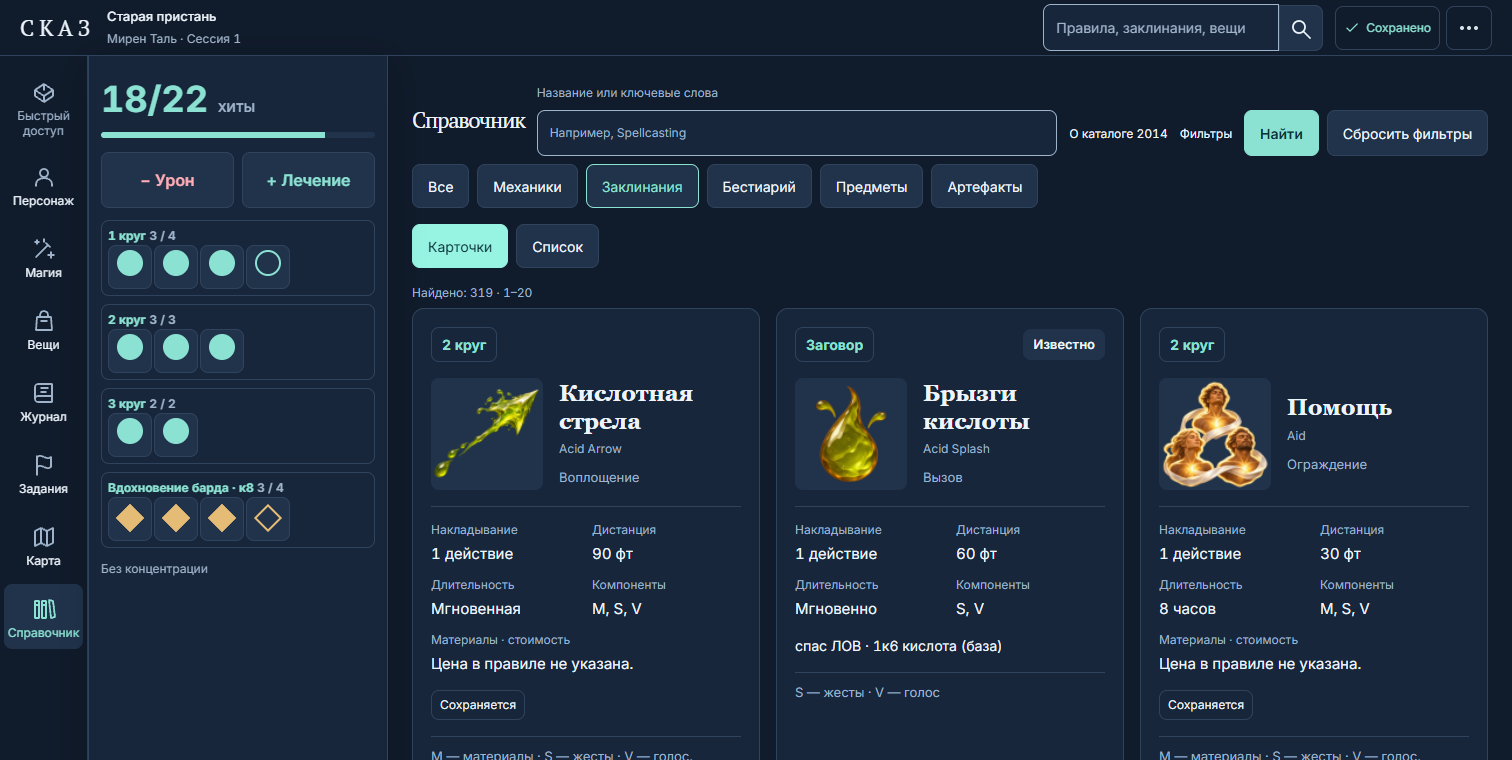 СКАЗ
Старая пристань
Мирен Таль · Сессия 1
Правила, заклинания, вещи
Сохранено
Быстрый
доступ
Персонаж
Магия
Вещи
Журнал
Задания
Карта
Справочник
18/22 хиты
− Урон
+ Лечение
1 круг 3 / 4
2 круг 3 / 3
3 круг 2 / 2
Вдохновение барда · к8 3 / 4
Без концентрации
Название или ключевые слова
Справочник
Например, Spellcasting
О каталоге 2014
Фильтры
Найти
Сбросить фильтры
Все
Механики
Заклинания
Бестиарий
Предметы
Артефакты
Карточки
Список
Найдено: 319 · 1–20
2 круг
Кислотная
стрела
Acid Arrow
Воплощение
Накладывание
Дистанция
1 действие
90 фт
Длительность
Компоненты
Мгновенная
M, S, V
Материалы · стоимость
Цена в правиле не указана.
Сохраняется
M — материалы · S — жесты · V — голос.
Заговор
Известно
Брызги
кислоты
Acid Splash
Вызов
Накладывание
Дистанция
1 действие
60 фт
Длительность
Компоненты
Мгновенно
S, V
спас ЛОВ · 1к6 кислота (база)
S — жесты · V — голос
2 круг
Помощь
Aid
Ограждение
Накладывание
Дистанция
1 действие
30 фт
Длительность
Компоненты
8 часов
M, S, V
Материалы · стоимость
Цена в правиле не указана.
Сохраняется
M — материалы · S — жесты · V — голос.